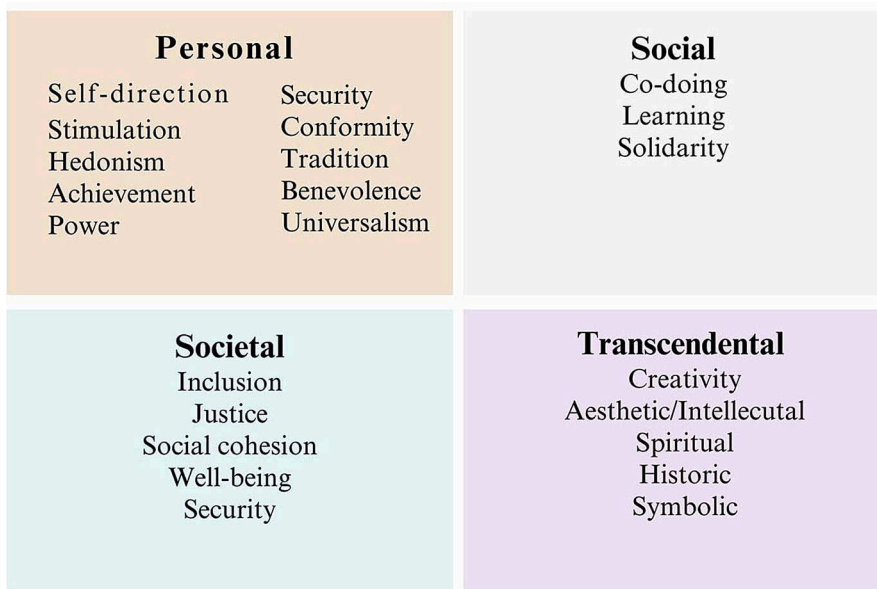 Personal
Self-direction
Stimulation
Hedonism
Achievement
Power
Security
Conformity
Tradition
Benevolence
Universalism
Social
Co-doing
Learning
Solidarity
Societal
Inclusion
Justice
Social cohesion
Well-being
Security
Transcendental
Creativity
Aesthetic/Intellecutal
Spiritual
Historic
Symbolic